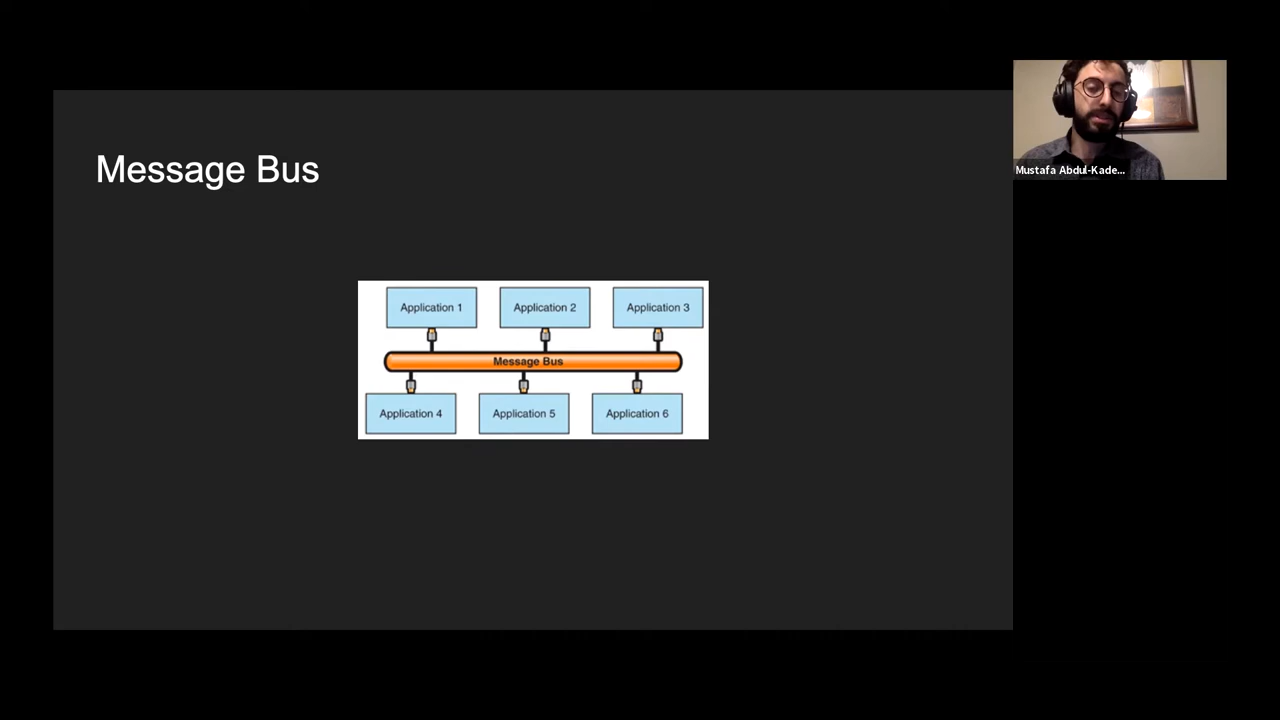 Message Bus
Application 1
Application 2
Application 3
Message Bus
Application 4
Application 5
Application 6
Mustafa Abdul-Kade...